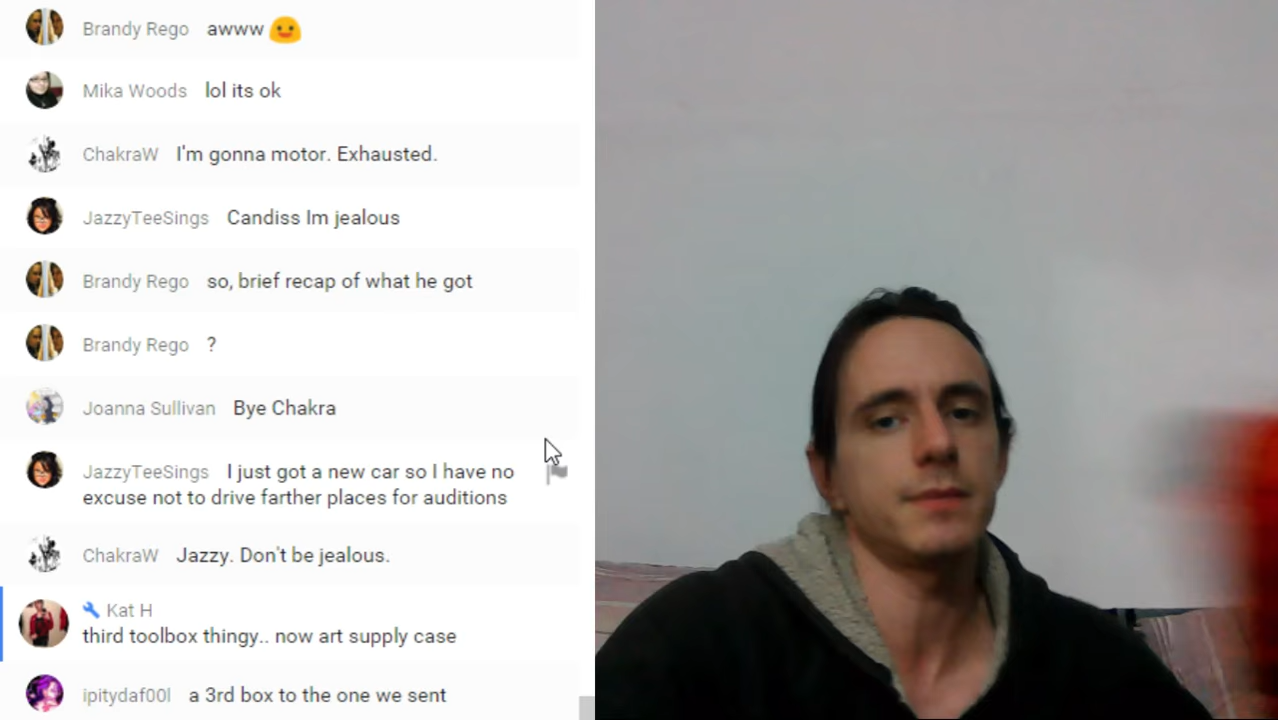 Brandy Rego awww
Mika Woods lol its ok
ChakraW I'm gonna motor. Exhausted.
JazzyTeeSings Candiss Im jealous
Brandy Rego so, brief recap of what he got
Brandy Rego ?
Joanna Sullivan Bye Chakra
JazzyTeeSings I just got a new car so I have no
excuse not to drive farther places for auditions
ChakraW Jazzy. Don't be jealous.
Kat H
third toolbox thingy.. now art supply case
ipitydaf00l a 3rd box to the one we sent